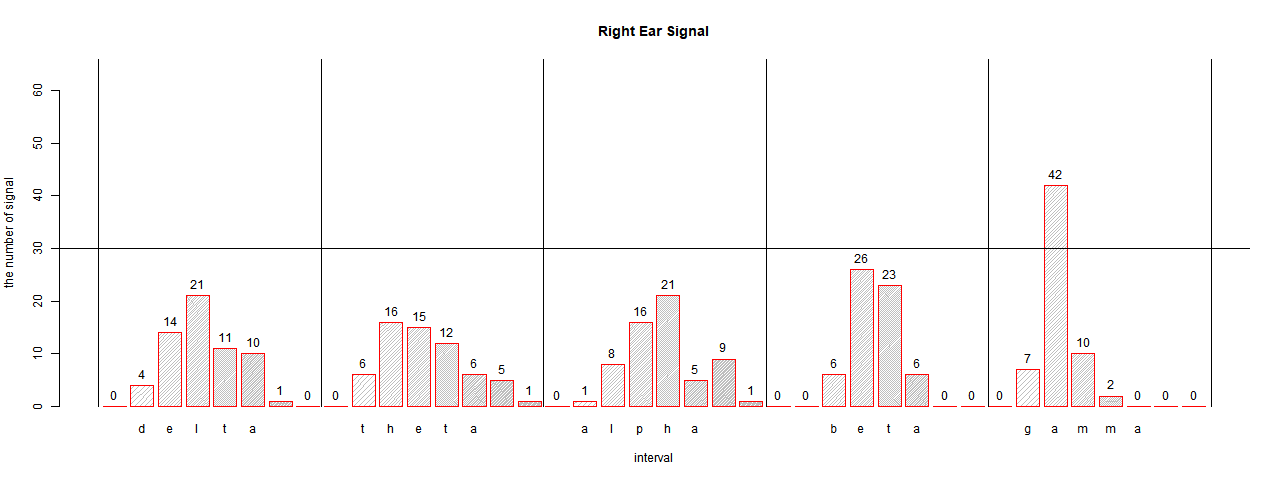 Right Ear Signal
the number of signal
60
50
40
30
20
10
0
0 4 14 21 11 10 1 0
0 6 16 15 12 6 5 1
0 1 8 16 21 5 9 1
0 0 6 26 23 6 0 0
0 7 42 10 2 0 0 0
d e l t a t h e t a a l p h a b e t a g a m m a
interval